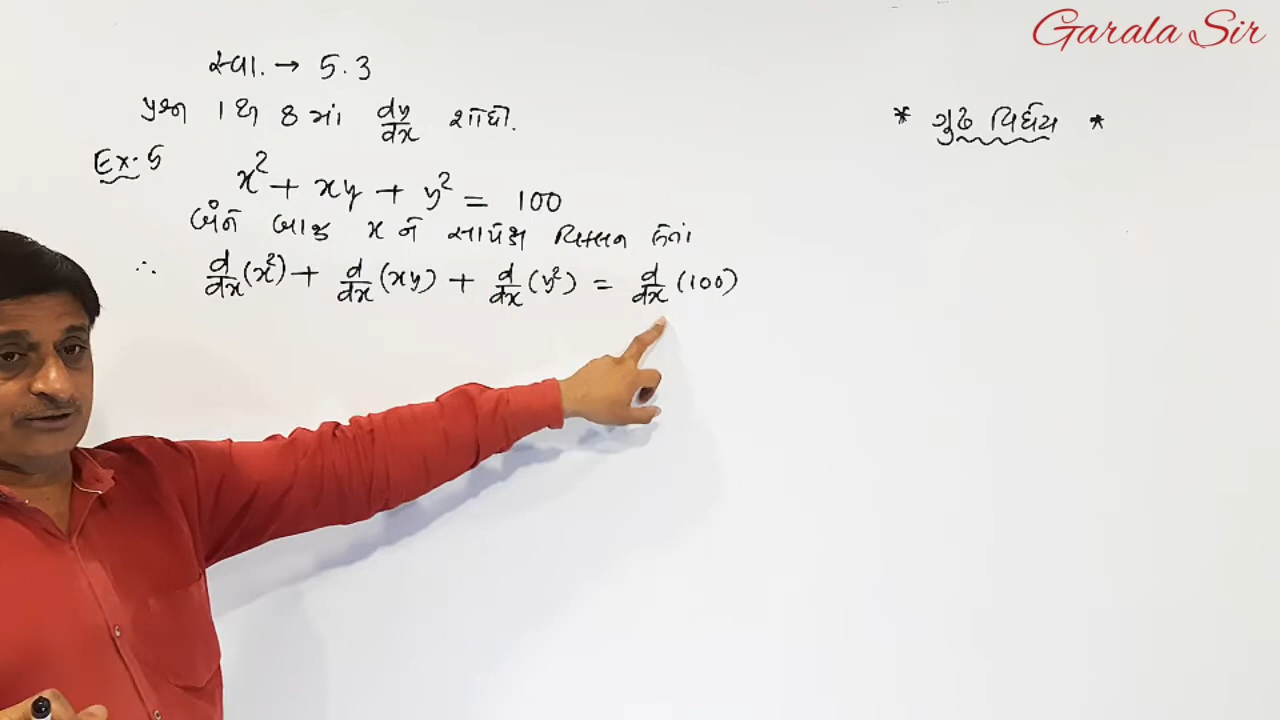 Garala Sir
સ્વા. → 5.3
પ્રશ્ન 1 થી 8 માં dy/dx શોધો.
* ગૂઢ વિધેય *
Ex-5
x² + xy + y² = 100
બંને બાજુ x ને સાપેક્ષ વિકલન કરતાં
∴ d/dx (x²) + d/dx (xy) + d/dx (y²) = d/dx (100)